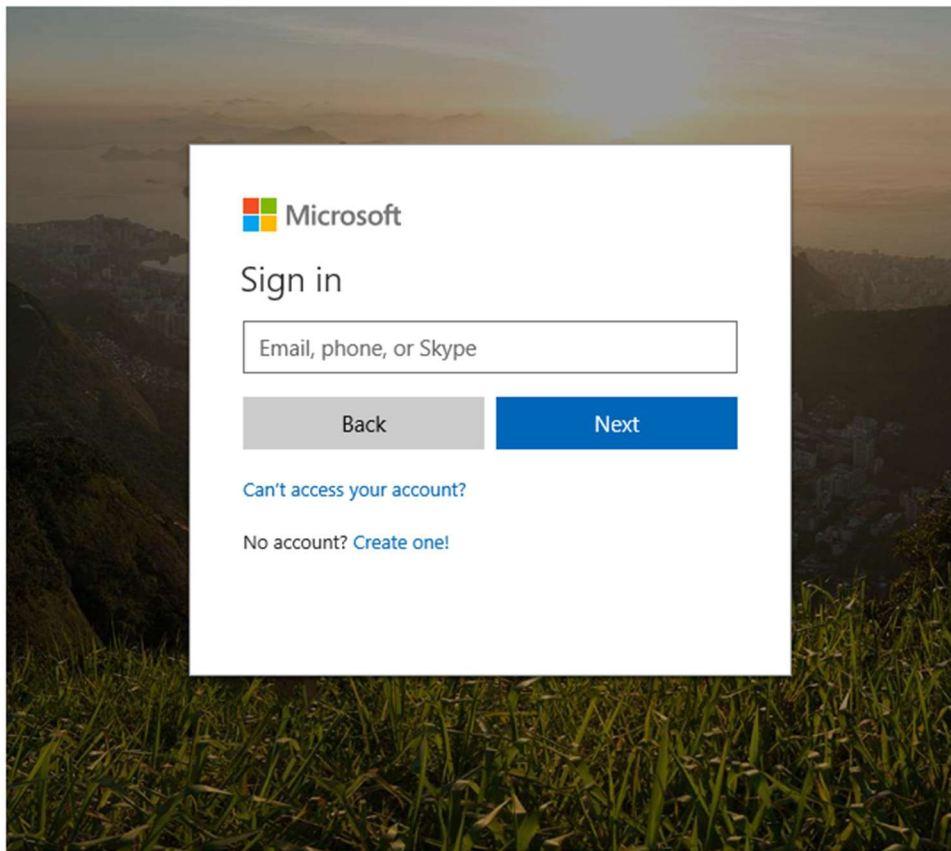 Microsoft
Sign in
Email, phone, or Skype
Back Next
Can't access your account?
No account? Create one!